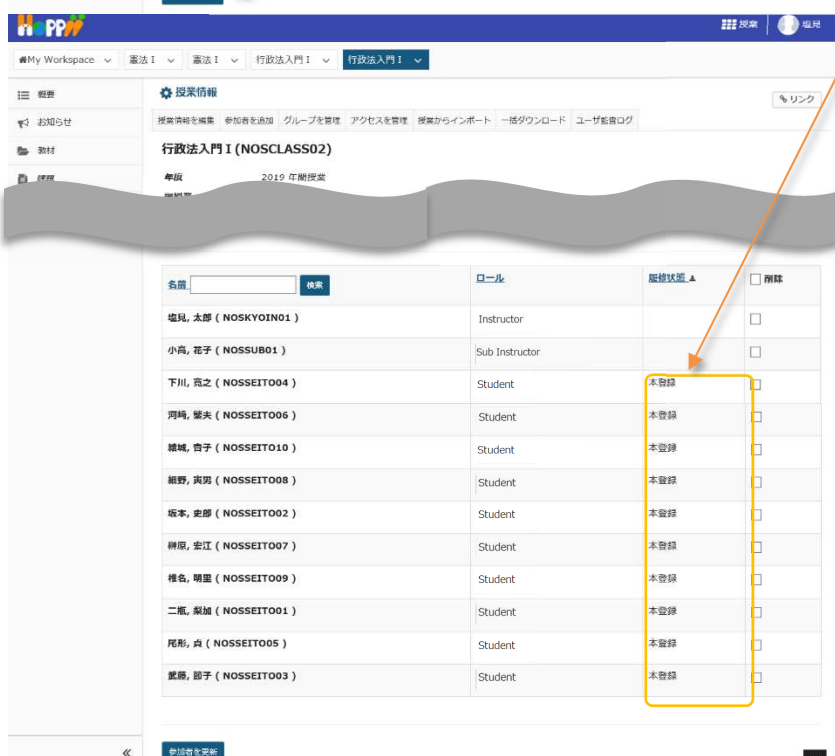 HoPPii 授業 塩見
My Workspace 憲法Ⅰ 憲法Ⅰ 行政法入門Ⅰ 行政法入門Ⅰ
概要
お知らせ
教材
授業情報
リンク
授業情報を編集 参加者を追加 グループを管理 アクセスを管理 授業からインポート 一括ダウンロード ユーザ監査ログ
行政法入門Ⅰ(NOSCLASS02)
年度 2019 年間授業
名前 検索 ロール 履修状態 ▲ 削除
塩見, 太郎 ( NOSKYOIN01 ) Instructor
小高, 花子 ( NOSSUB01 ) Sub Instructor
下川, 亮之 ( NOSSEITO04 ) Student 本登録
河崎, 繁夫 ( NOSSEITO06 ) Student 本登録
結城, 杏子 ( NOSSEITO10 ) Student 本登録
細野, 寅男 ( NOSSEITO08 ) Student 本登録
坂本, 史郎 ( NOSSEITO02 ) Student 本登録
榊原, 宏江 ( NOSSEITO07 ) Student 本登録
椎名, 明里 ( NOSSEITO09 ) Student 本登録
二瓶, 梨加 ( NOSSEITO01 ) Student 本登録
尾形, 貞 ( NOSSEITO05 ) Student 本登録
武藤, 節子 ( NOSSEITO03 ) Student 本登録
«
参加者を更新